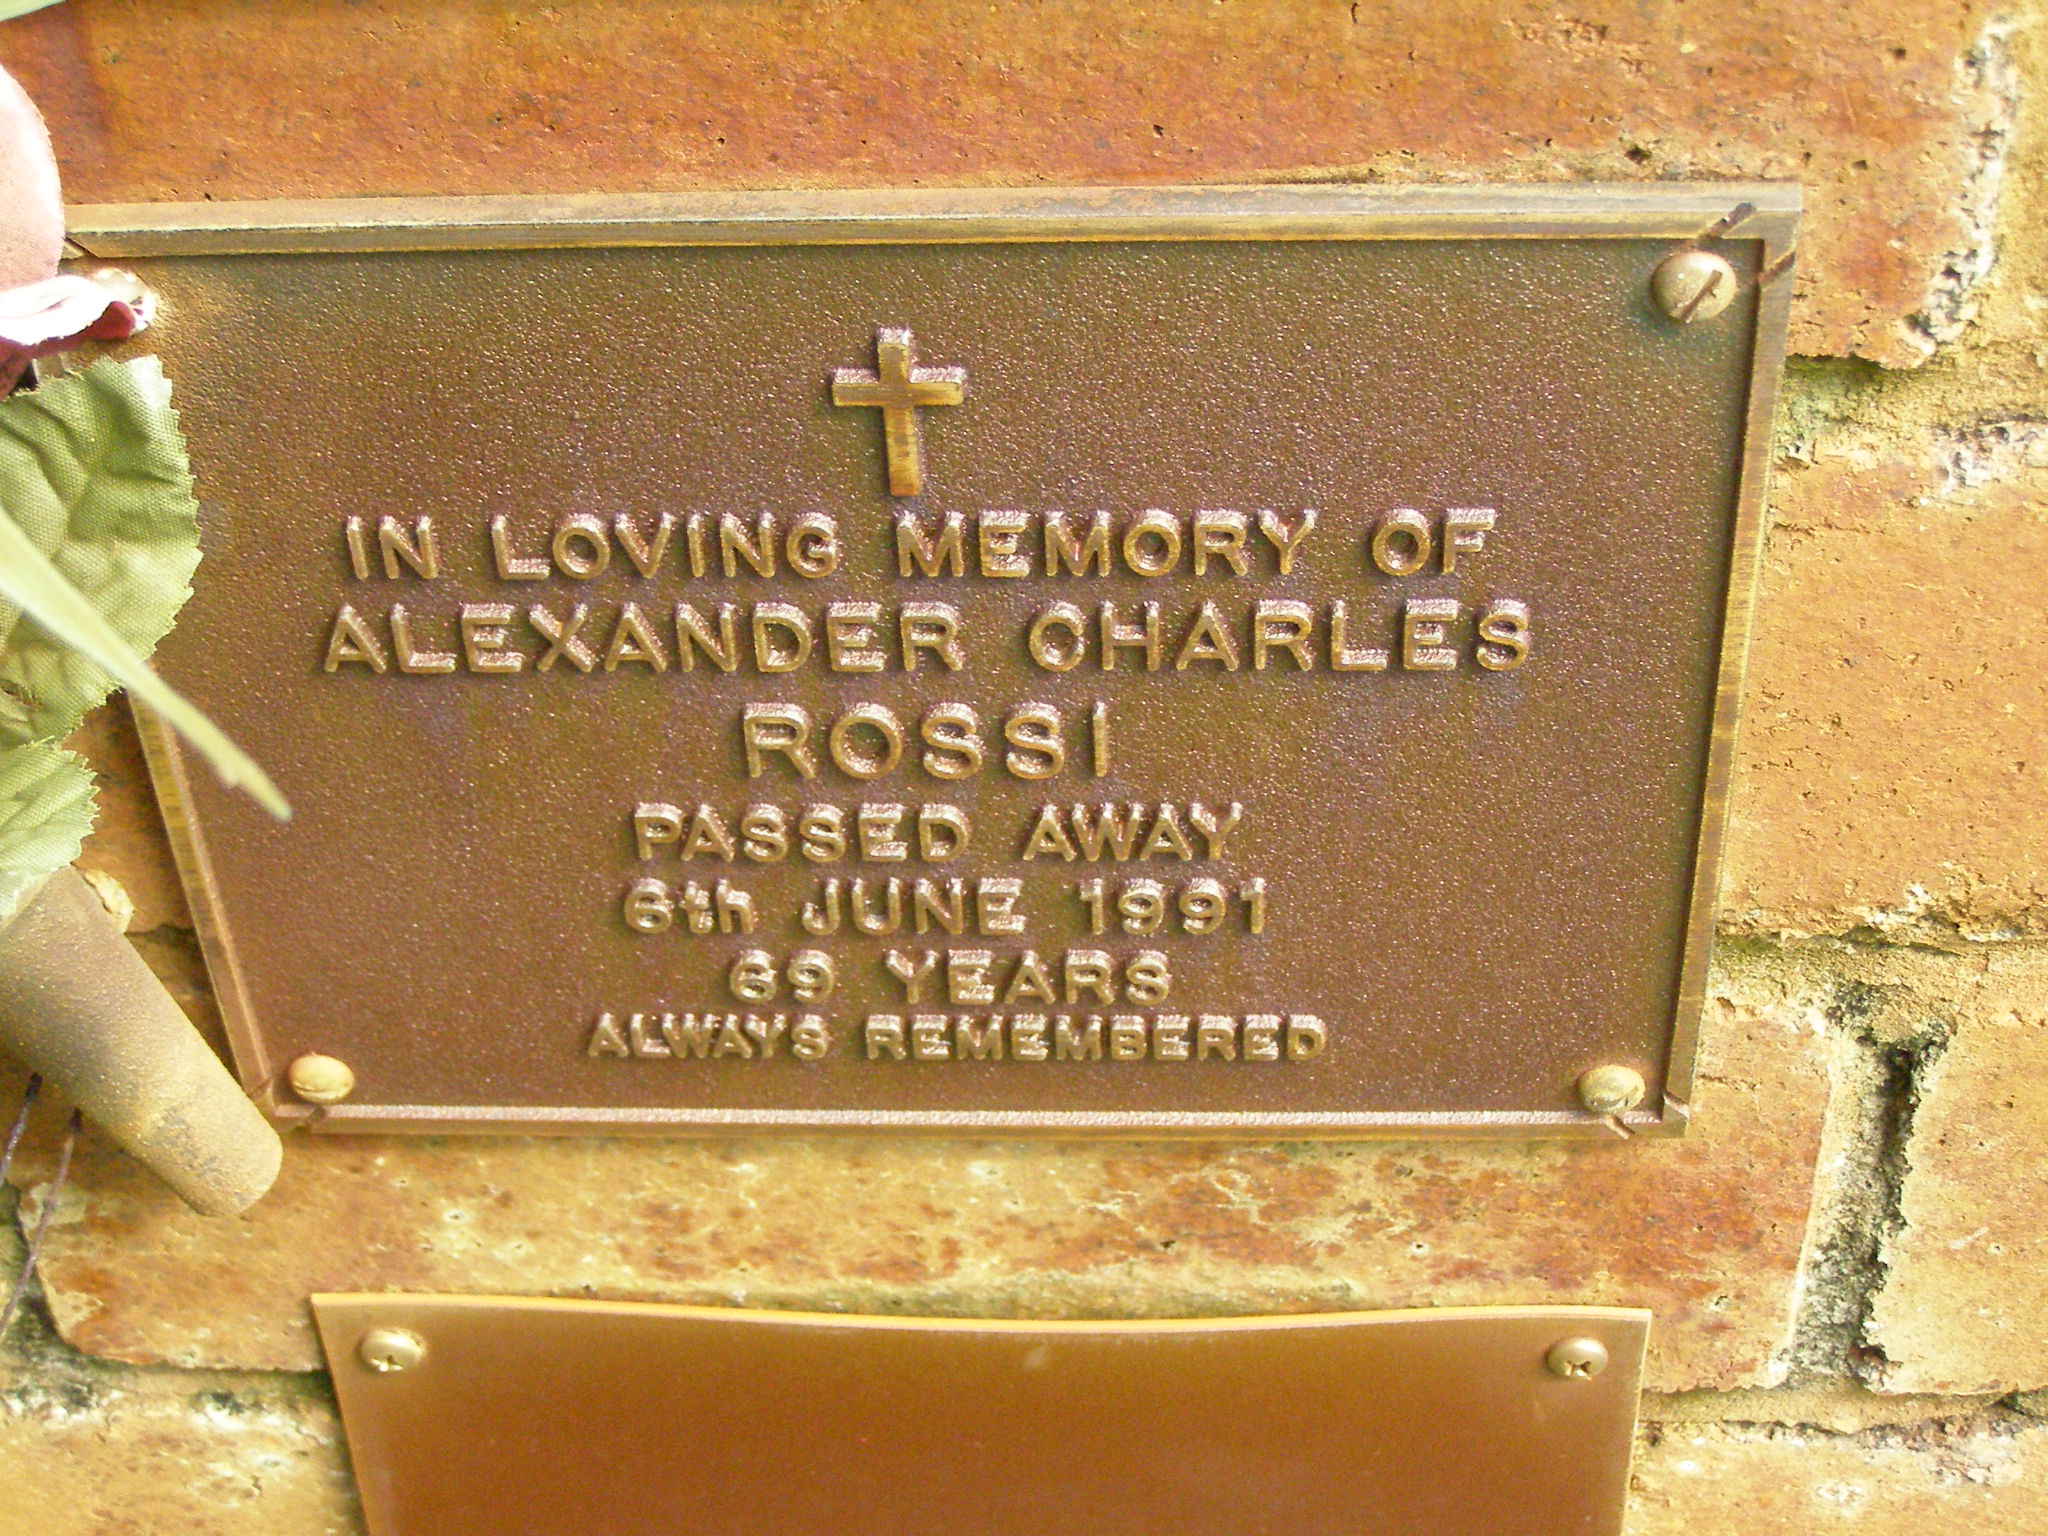 IN LOVING MEMORY OF
ALEXANDER CHARLES
ROSSI
PASSED AWAY
6th JUNE 1991
69 YEARS
ALWAYS REMEMBERED